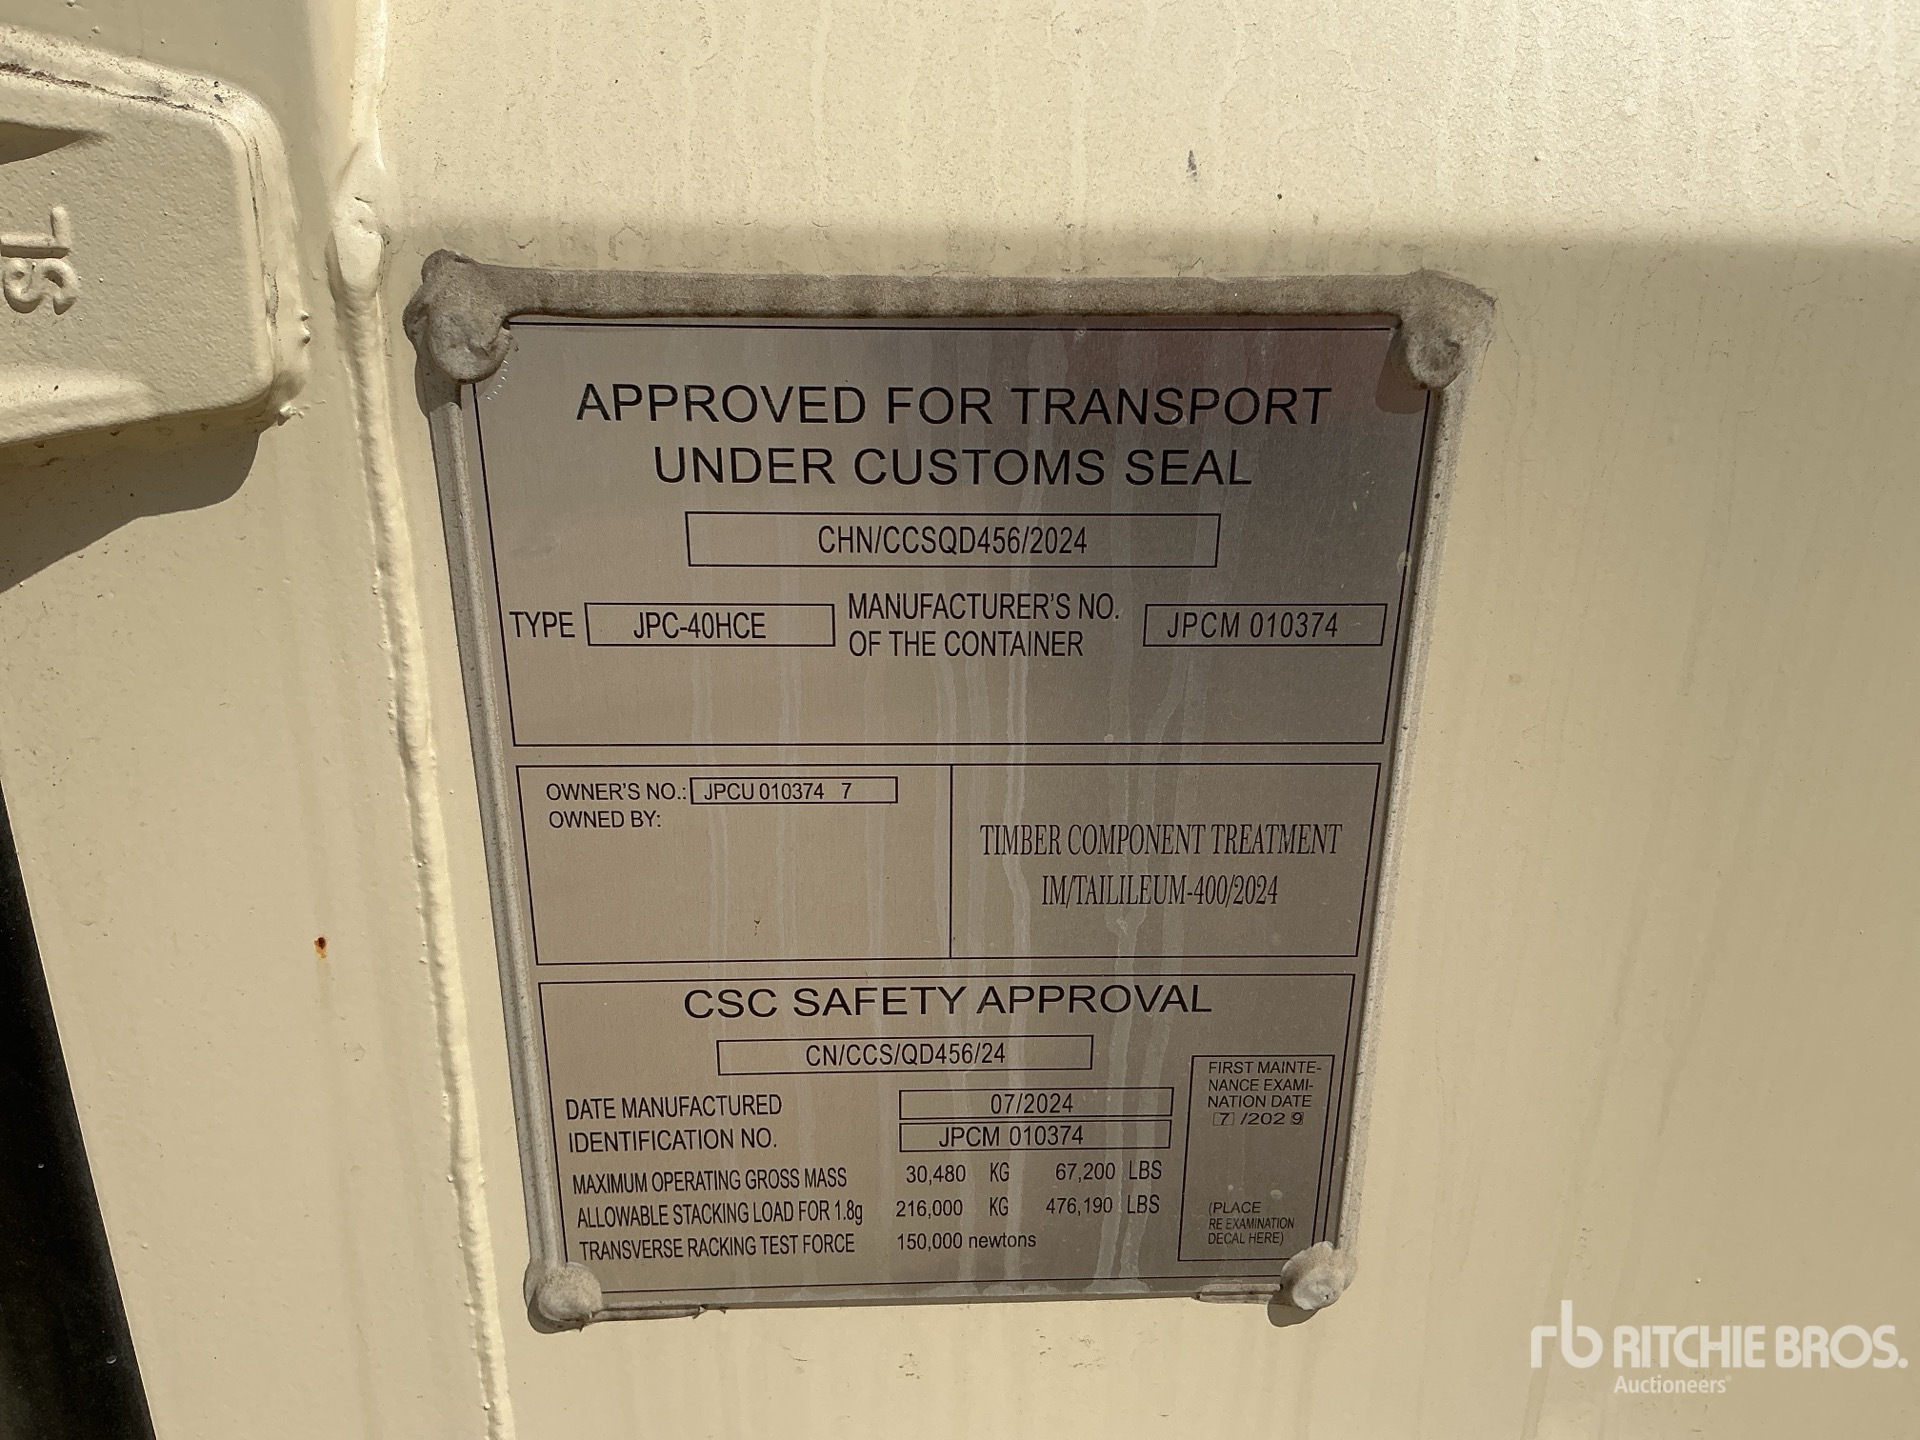 TS
APPROVED FOR TRANSPORT
UNDER CUSTOMS SEAL
CHN/CCSQD456/2024
TYPE JPC-40HCE MANUFACTURER'S NO.
OF THE CONTAINER JPCM 010374
OWNER'S NO.: JPCU 010374 7
OWNED BY:
TIMBER COMPONENT TREATMENT
IM/TAILILEUM-400/2024
CSC SAFETY APPROVAL
CN/CCS/QD456/24
DATE MANUFACTURED 07/2024
IDENTIFICATION NO. JPCM 010374
MAXIMUM OPERATING GROSS MASS 30,480 KG 67,200 LBS
ALLOWABLE STACKING LOAD FOR 1.8g 216,000 KG 476,190 LBS
TRANSVERSE RACKING TEST FORCE 150,000 newtons
FIRST MAINTE-
NANCE EXAMI-
NATION DATE
7 /2029
(PLACE
RE EXAMINATION
DECAL HERE)
rb RITCHIE BROS.
Auctioneers